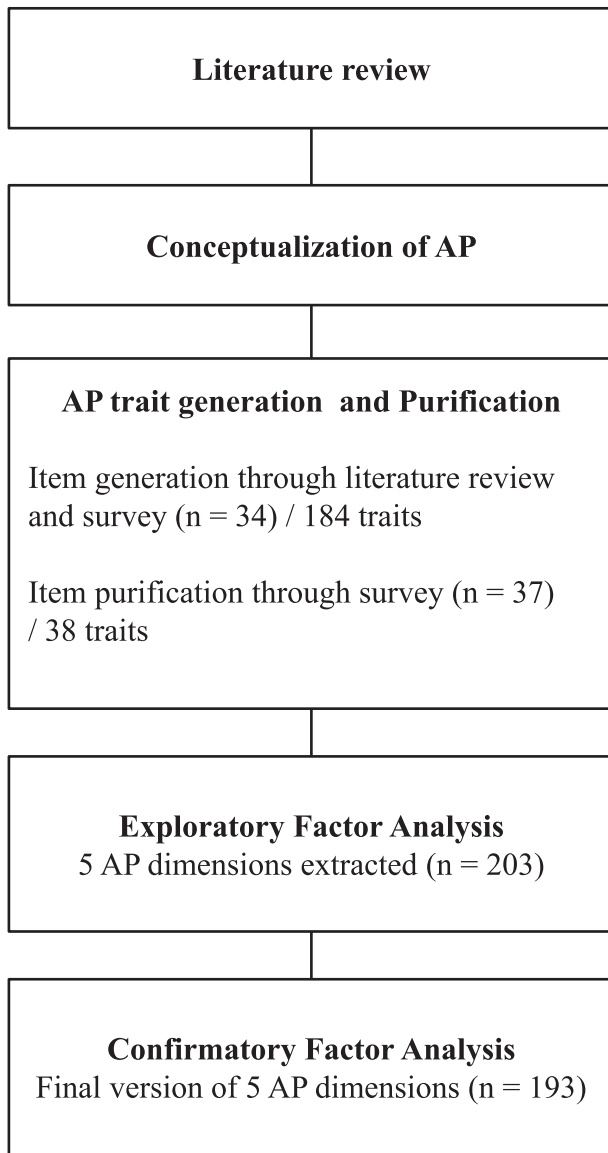 Literature review
Conceptualization of AP
AP trait generation  and Purification
Item generation through literature review
and survey (n = 34) / 184 traits
Item purification through survey (n = 37)
/ 38 traits
Exploratory Factor Analysis
5 AP dimensions extracted (n = 203)
Confirmatory Factor Analysis
Final version of 5 AP dimensions (n = 193)